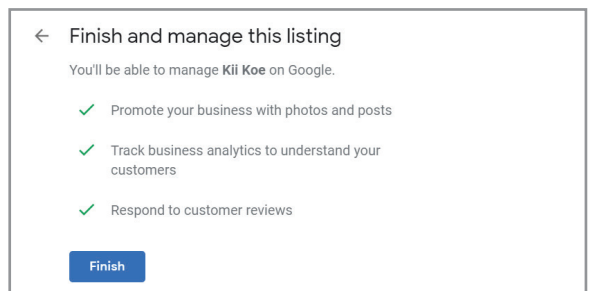 Finish and manage this listing
You'll be able to manage Kii Koe on Google.
Promote your business with photos and posts
Track business analytics to understand your
customers
Respond to customer reviews
Finish